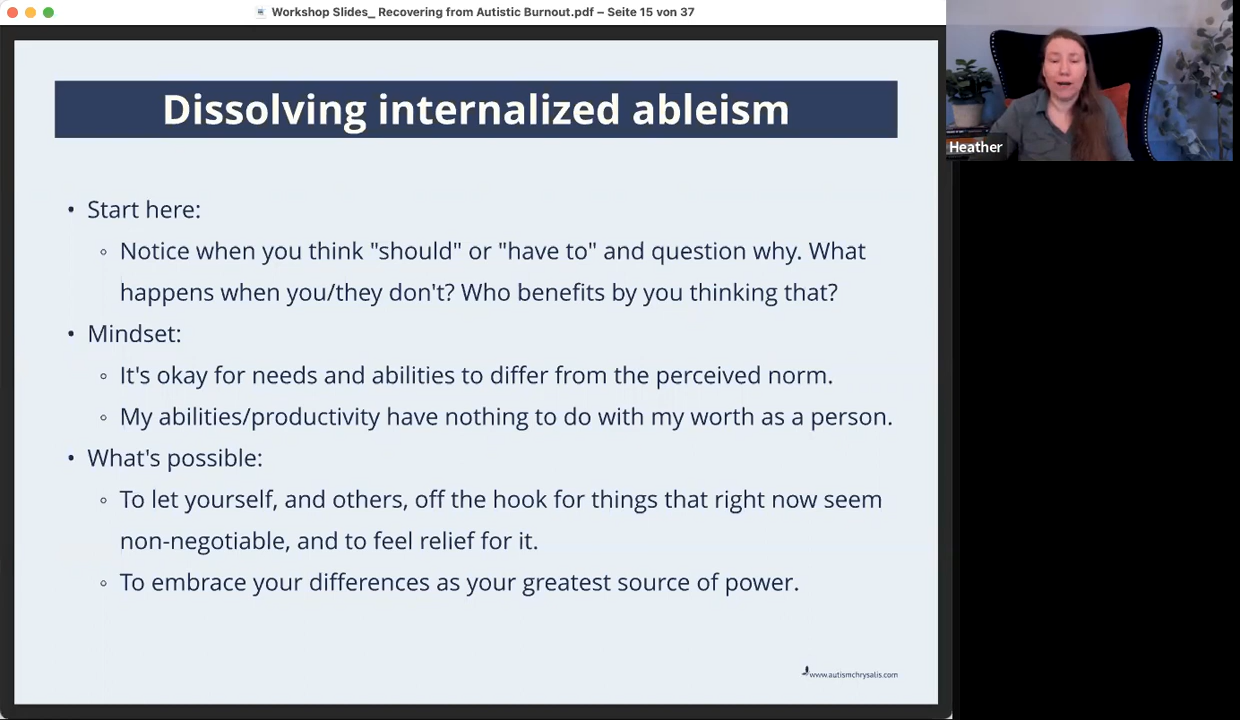 Workshop Slides_ Recovering from Autistic Burnout.pdf – Seite 15 von 37
Dissolving internalized ableism
• Start here:
◦ Notice when you think "should" or "have to" and question why. What
happens when you/they don't? Who benefits by you thinking that?
• Mindset:
◦ It's okay for needs and abilities to differ from the perceived norm.
◦ My abilities/productivity have nothing to do with my worth as a person.
• What's possible:
◦ To let yourself, and others, off the hook for things that right now seem
non-negotiable, and to feel relief for it.
◦ To embrace your differences as your greatest source of power.
www.autismchrysalis.com
Heather